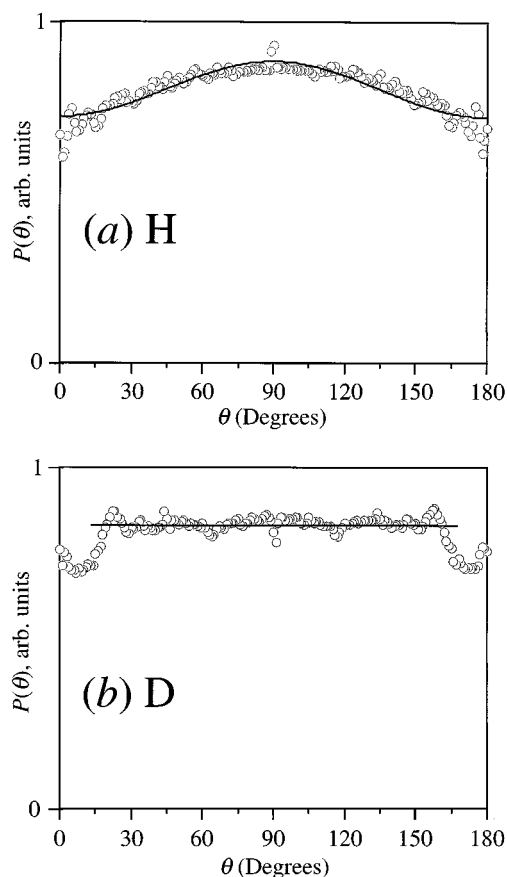 1
P(θ), arb. units
(a) H
0
0 30 60 90 120 150 180
θ (Degrees)
1
P(θ), arb. units
(b) D
0
0 30 60 90 120 150 180
θ (Degrees)